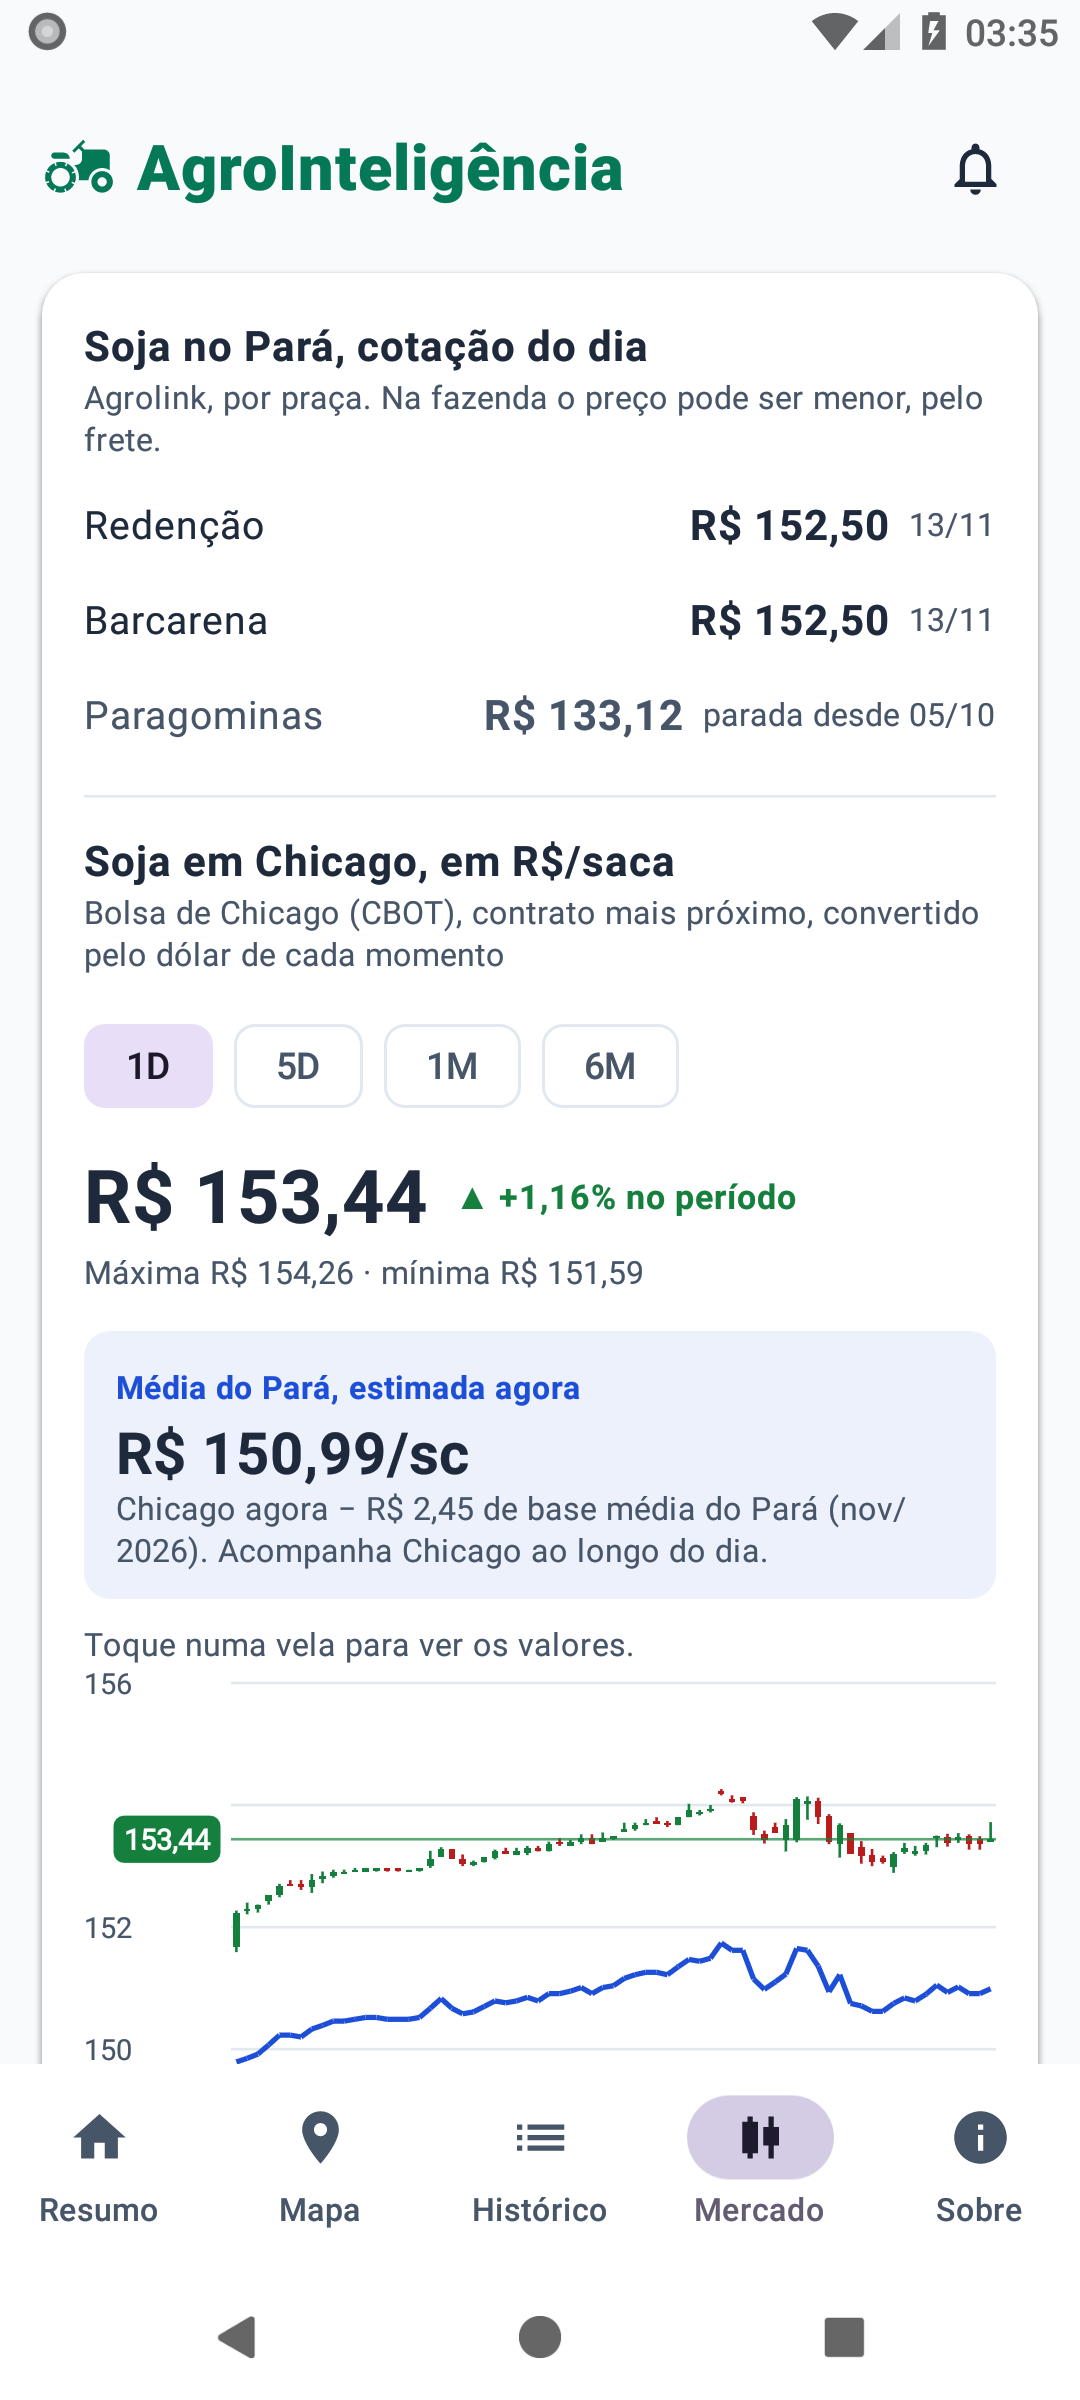 03:35
AgroInteligência
Soja no Pará, cotação do dia
Agrolink, por praça. Na fazenda o preço pode ser menor, pelo
frete.
Redenção R$ 152,50 13/11
Barcarena R$ 152,50 13/11
Paragominas R$ 133,12 parada desde 05/10
Soja em Chicago, em R$/saca
Bolsa de Chicago (CBOT), contrato mais próximo, convertido
pelo dólar de cada momento
1D 5D 1M 6M
R$ 153,44 ▲ +1,16% no período
Máxima R$ 154,26 · mínima R$ 151,59
Média do Pará, estimada agora
R$ 150,99/sc
Chicago agora − R$ 2,45 de base média do Pará (nov/
2026). Acompanha Chicago ao longo do dia.
Toque numa vela para ver os valores.
156
153,44
152
150
Resumo Mapa Histórico Mercado Sobre